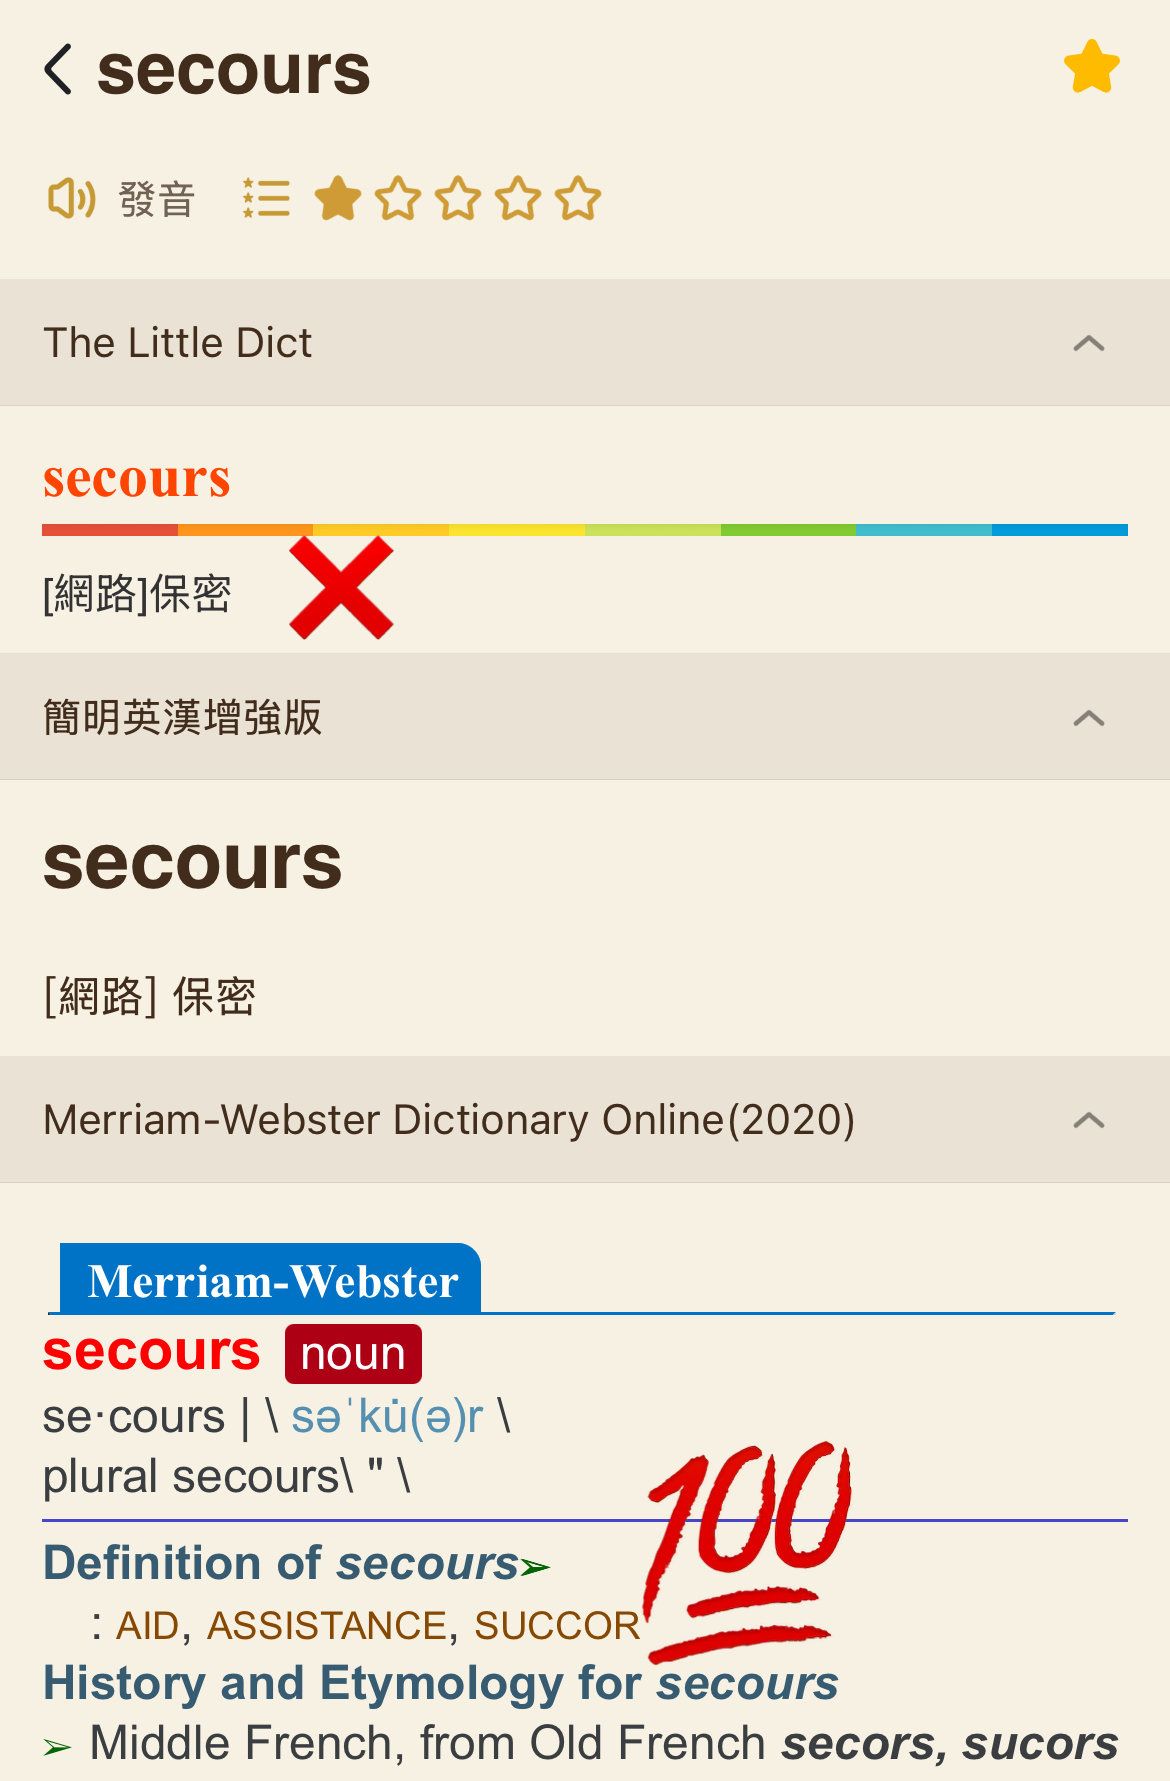 secours
發音
The Little Dict
secours
[網路]保密
簡明英漢增強版
secours
[網路] 保密
Merriam-Webster Dictionary Online(2020)
Merriam-Webster
secours noun
se·cours | \ səˈku̇(ə)r \
plural secours\ " \
100
Definition of secours➢
: AID, ASSISTANCE, SUCCOR
History and Etymology for secours
➢ Middle French, from Old French secors, sucors